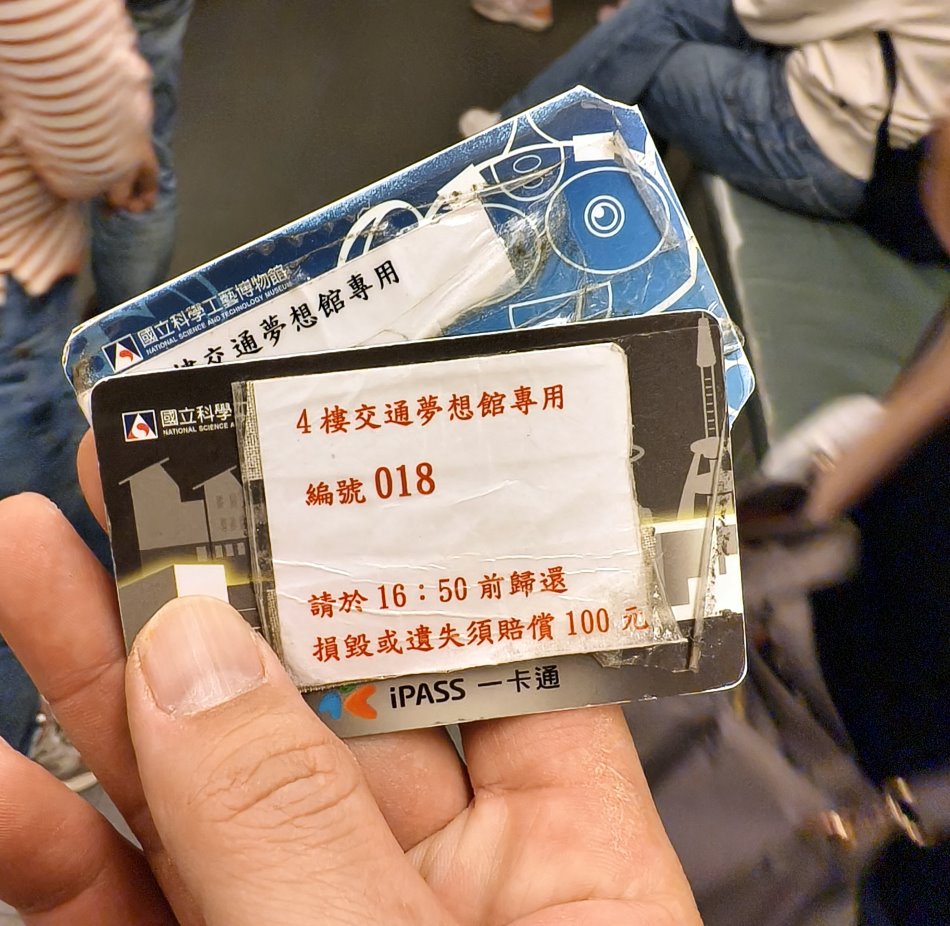 國立科學工藝博物館
NATIONAL SCIENCE AND TECHNOLOGY MUSEUM
樓交通夢想館專用
國立科學
NATIONAL SCIENCE A
4樓交通夢想館專用
編號 018
請於 16：50 前歸還
損毀或遺失須賠償 100 元
iPASS 一卡通